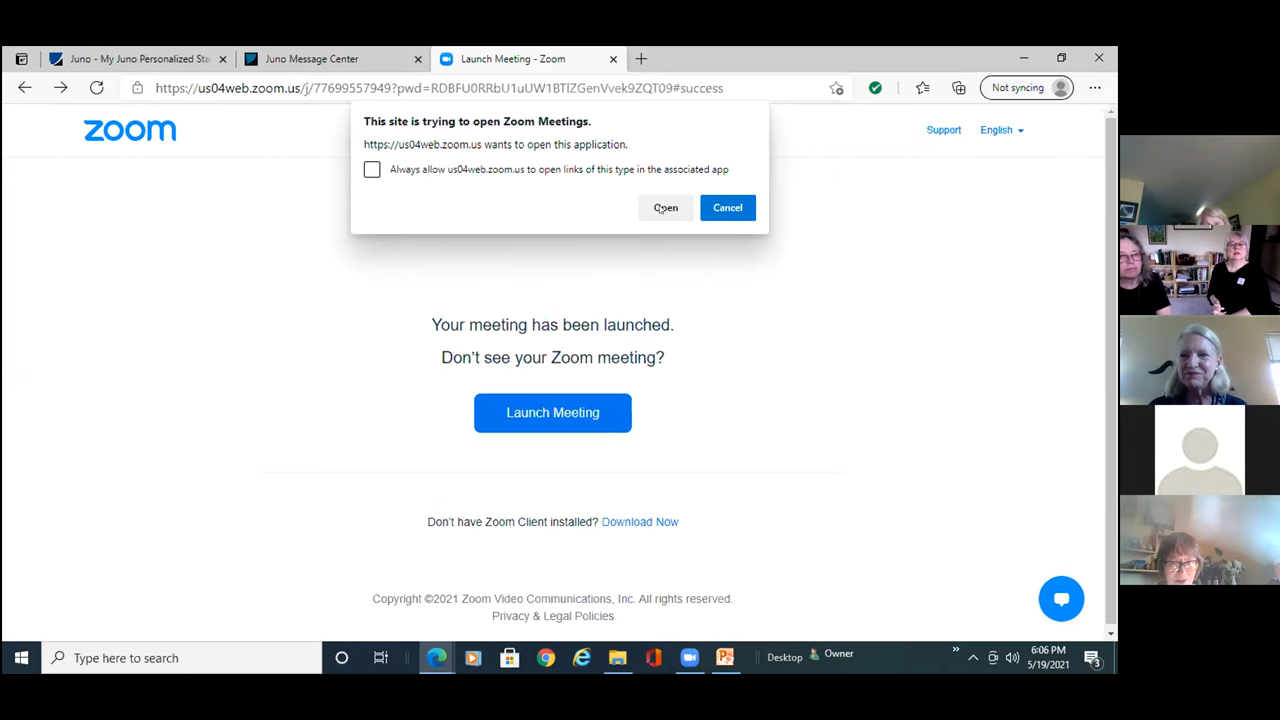 Juno - My Juno Personalized Sta
Juno Message Center
Launch Meeting - Zoom
https://us04web.zoom.us/j/77699557949?pwd=RDBFU0RRbU1uUW1BTlZGenVvek9ZQT09#success
Not syncing
zoom
Support
English
This site is trying to open Zoom Meetings.
https://us04web.zoom.us wants to open this application.
Always allow us04web.zoom.us to open links of this type in the associated app
Open
Cancel
Your meeting has been launched.
Don't see your Zoom meeting?
Launch Meeting
Don't have Zoom Client installed? Download Now
Copyright ©2021 Zoom Video Communications, Inc. All rights reserved.
Privacy & Legal Policies
Type here to search
Desktop
Owner
6:06 PM
5/19/2021
3